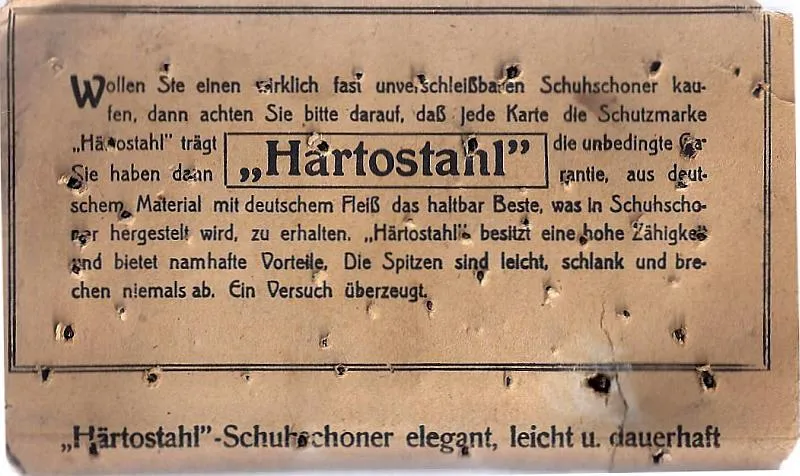 Wollen Sie einen wirklich fast unverschleißbaren Schuhschoner kau-
fen, dann achten Sie bitte darauf, daß jede Karte die Schutzmarke
„Härtostahl" trägt „Härtostahl" die unbedingte Ga-
Sie haben dann rantie, aus deut-
schem Material mit deutschem Fleiß das haltbar Beste, was in Schuhscho-
ner hergestelt wird, zu erhalten. „Härtostahl" besitzt eine hohe Zähigkeit
und bietet namhafte Vorteile. Die Spitzen sind leicht, schlank und bre-
chen niemals ab. Ein Versuch überzeugt.
„Härtostahl"-Schuhschoner elegant, leicht u. dauerhaft